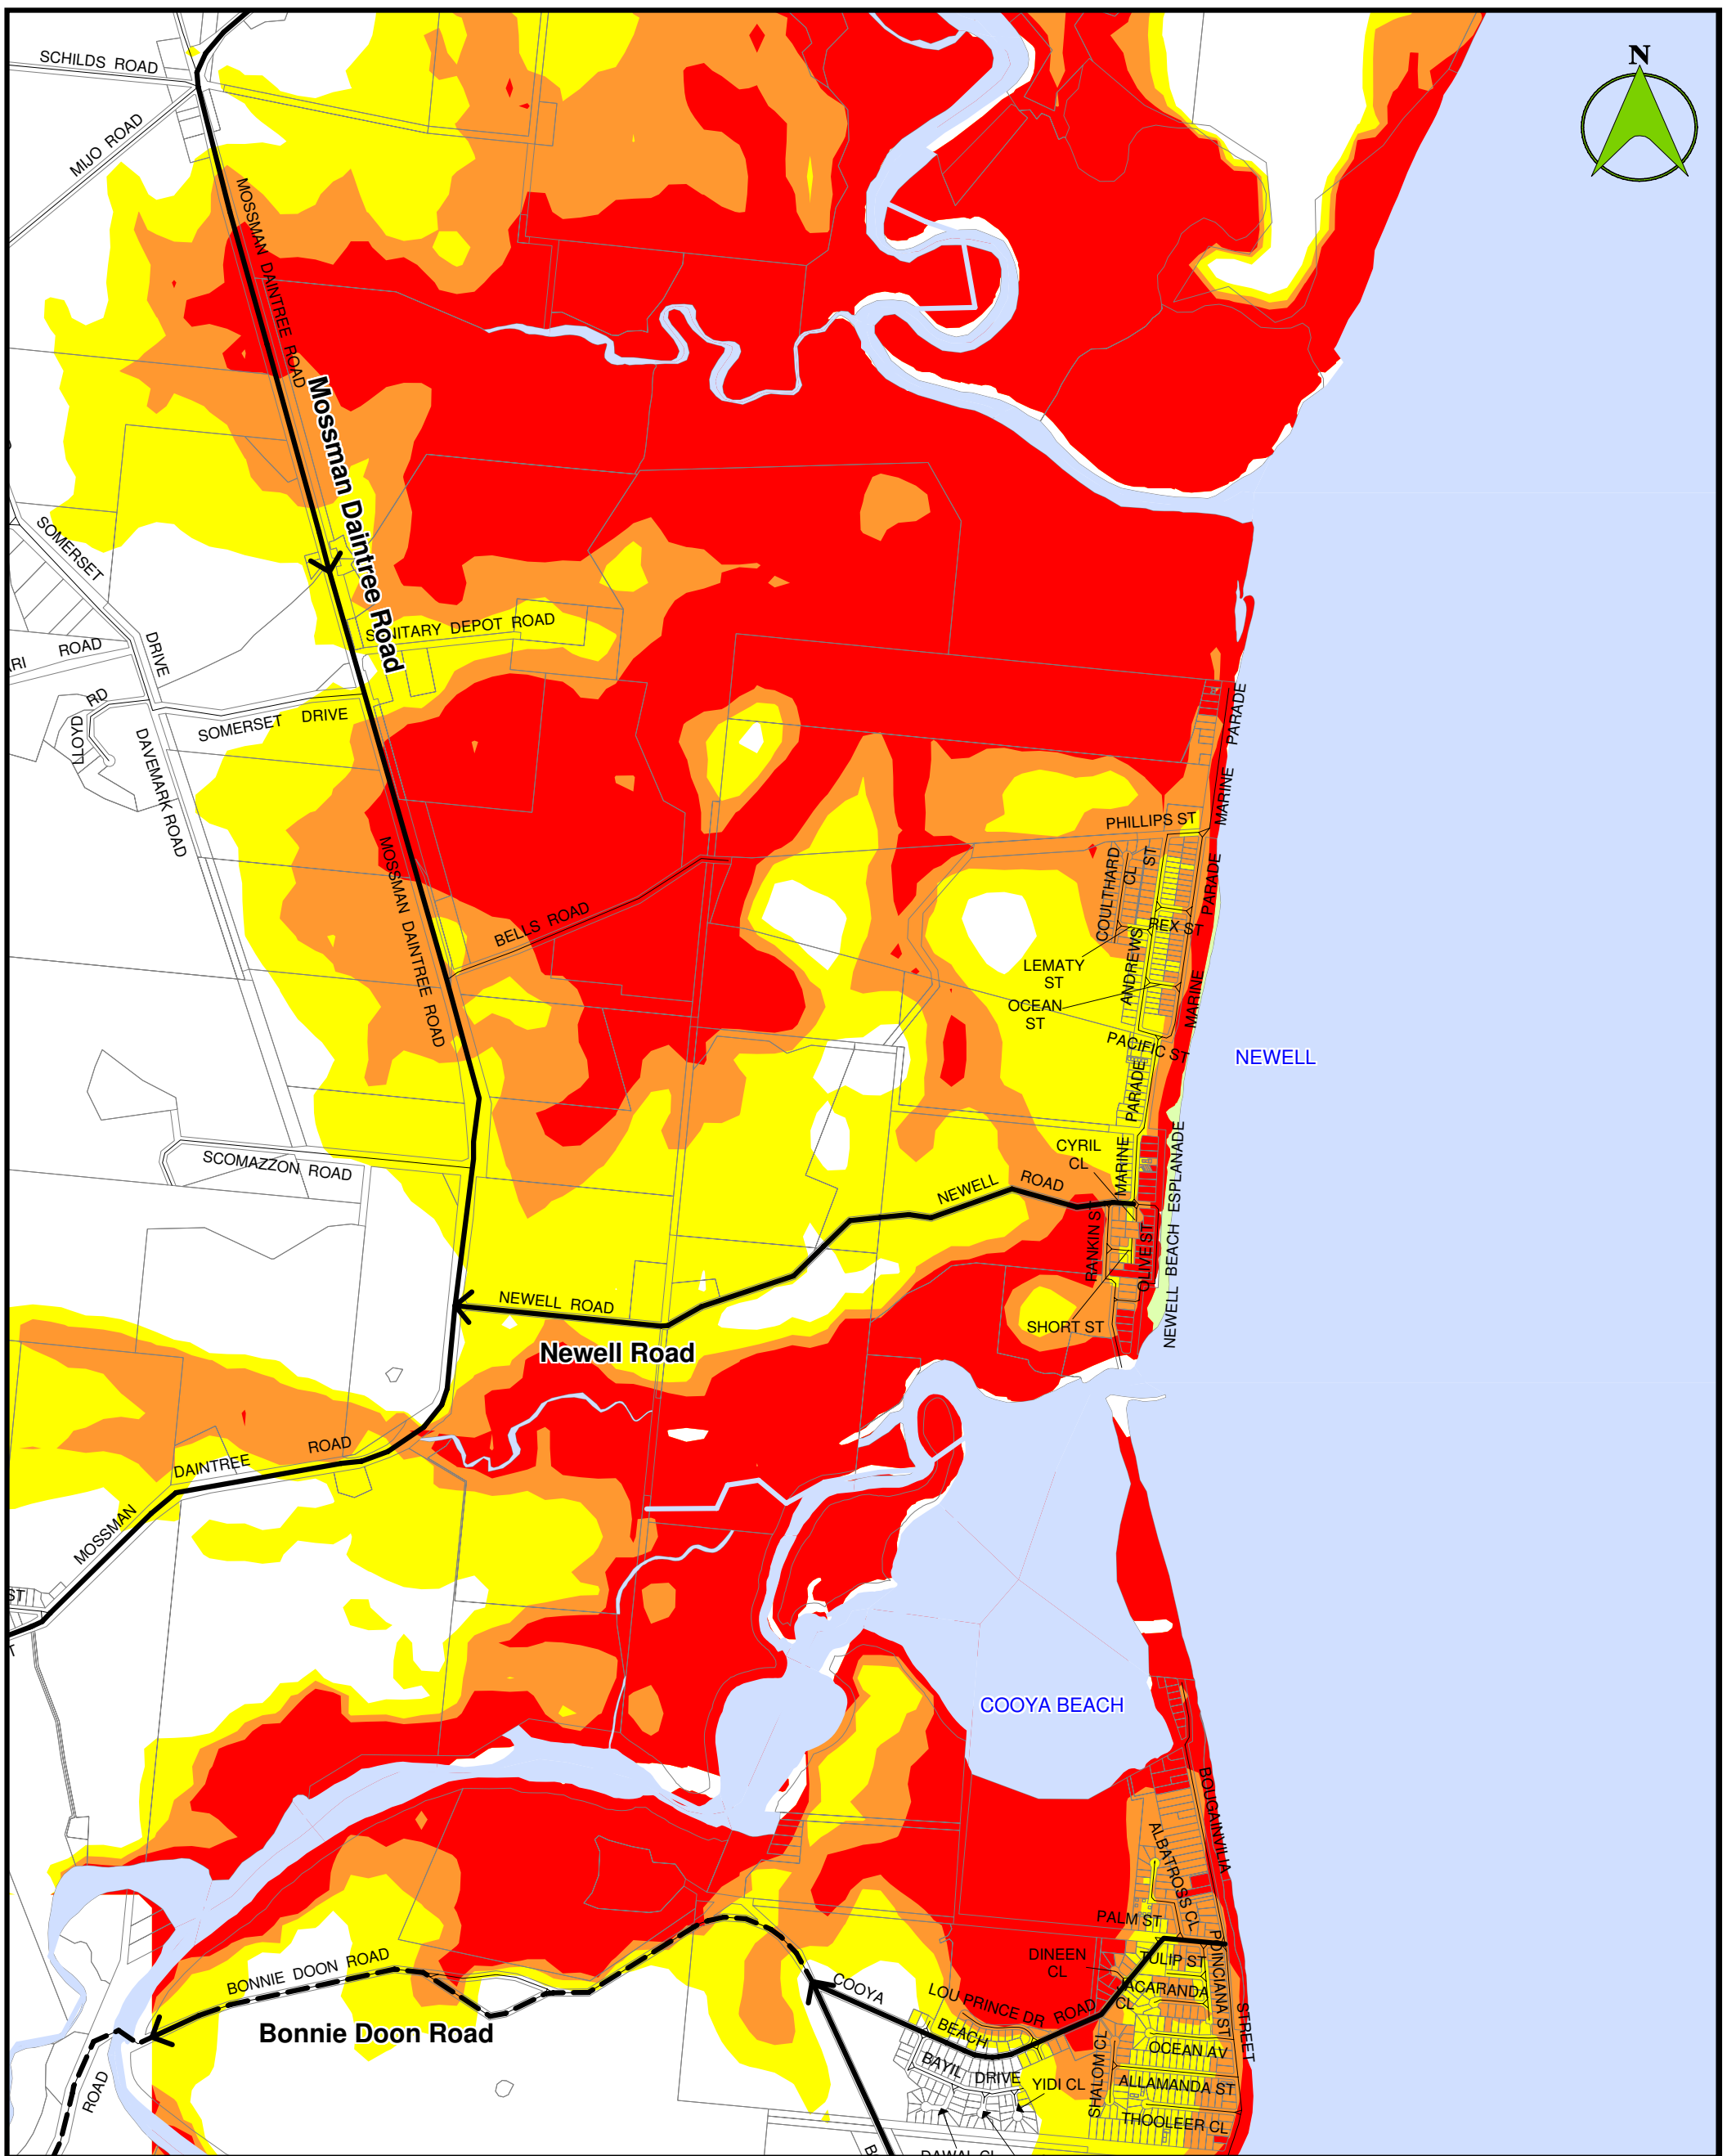 N
SCHILDS ROAD
MIJO ROAD
MOSSMAN DAINTREE ROAD
Mossman Daintree Road
SOMERSET
DRIVE
ROAD
LLOYD
RD
SOMERSET DRIVE
DAVEMARK ROAD
SANITARY DEPOT ROAD
MARINE PARADE
MARINE
PHILLIPS ST
COULTHARD
CL
ST
PARADE
BELLS ROAD
MOSSMAN DAINTREE ROAD
REX ST
LEMATY
ST
ANDREWS
OCEAN
ST
MARINE
PACIFIC ST
NEWELL
PARADE
CYRIL
CL
MARINE
SCOMAZZON ROAD
NEWELL ROAD
RANKIN ST
OLIVE ST
NEWELL BEACH ESPLANADE
NEWELL ROAD
SHORT ST
Newell Road
MOSSMAN DAINTREE ROAD
ST
T
COOYA BEACH
BOUGAINVILIA
ALBATROSS CL
PALM ST
DINEEN
CL
TULIP ST
POINCIANA ST
JACARANDA
CL
BONNIE DOON ROAD
COOYA
BEACH
LOU PRINCE DR
ROAD
STREET
Bonnie Doon Road
OCEAN AV
BAYIL
DRIVE
YIDI CL
SHALOM CL
ALLAMANDA ST
THOOLEER CL
ROAD